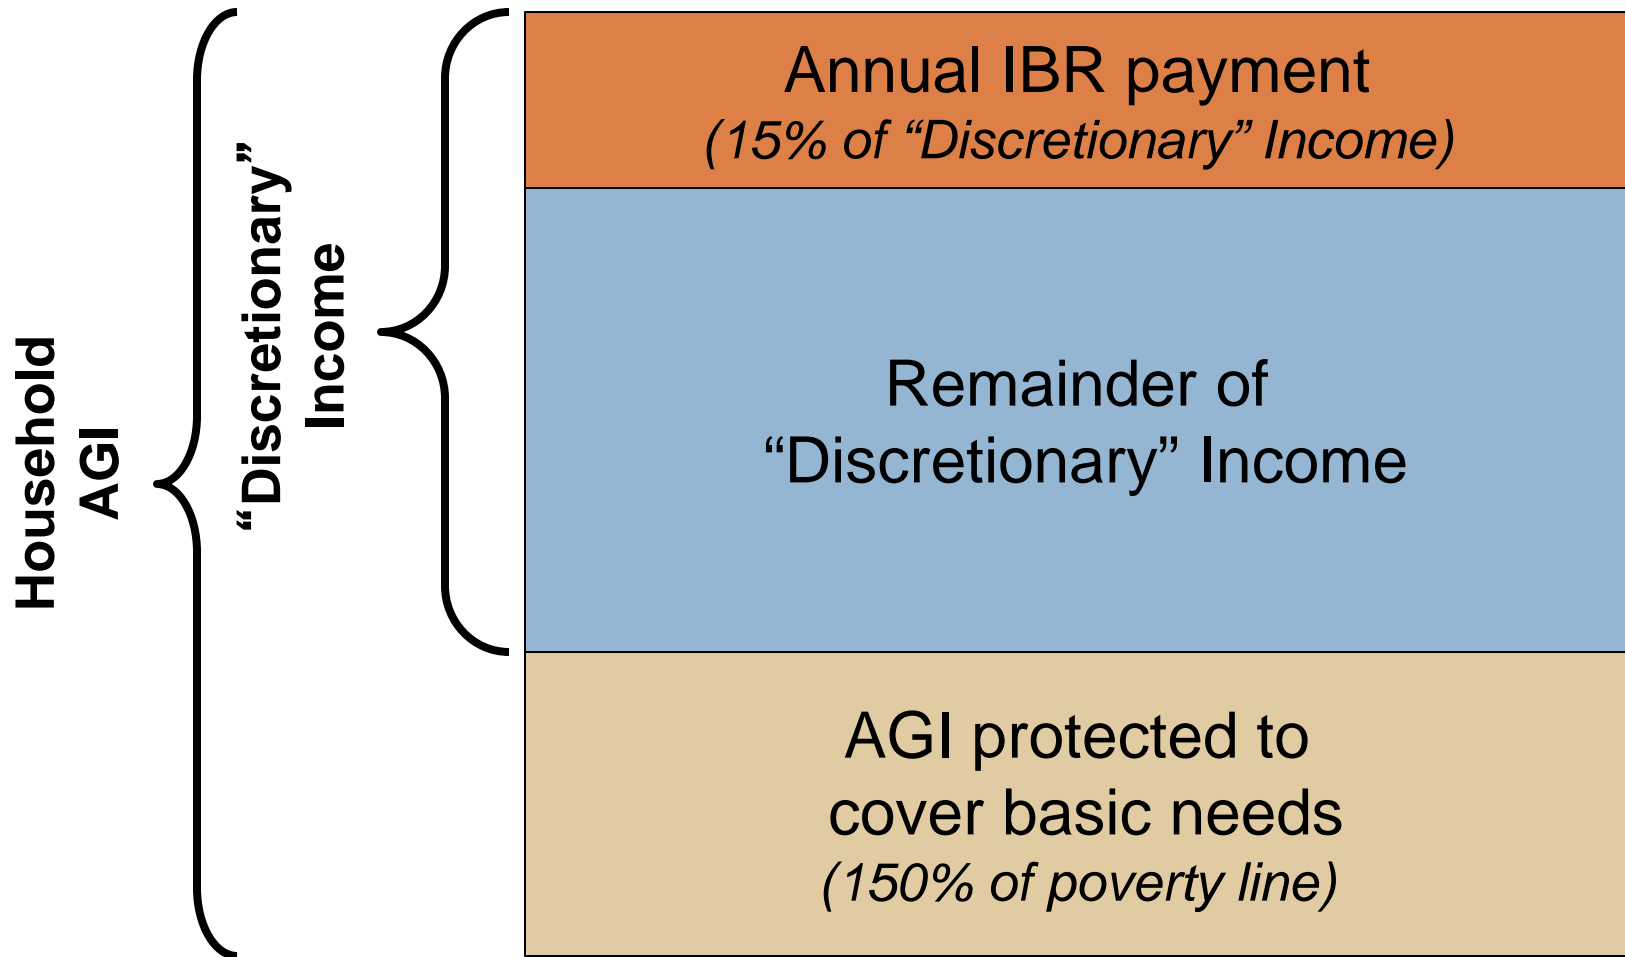 Household
AGI
“Discretionary”
Income
Annual IBR payment
(15% of “Discretionary” Income)
Remainder of
“Discretionary” Income
AGI protected to
cover basic needs
(150% of poverty line)